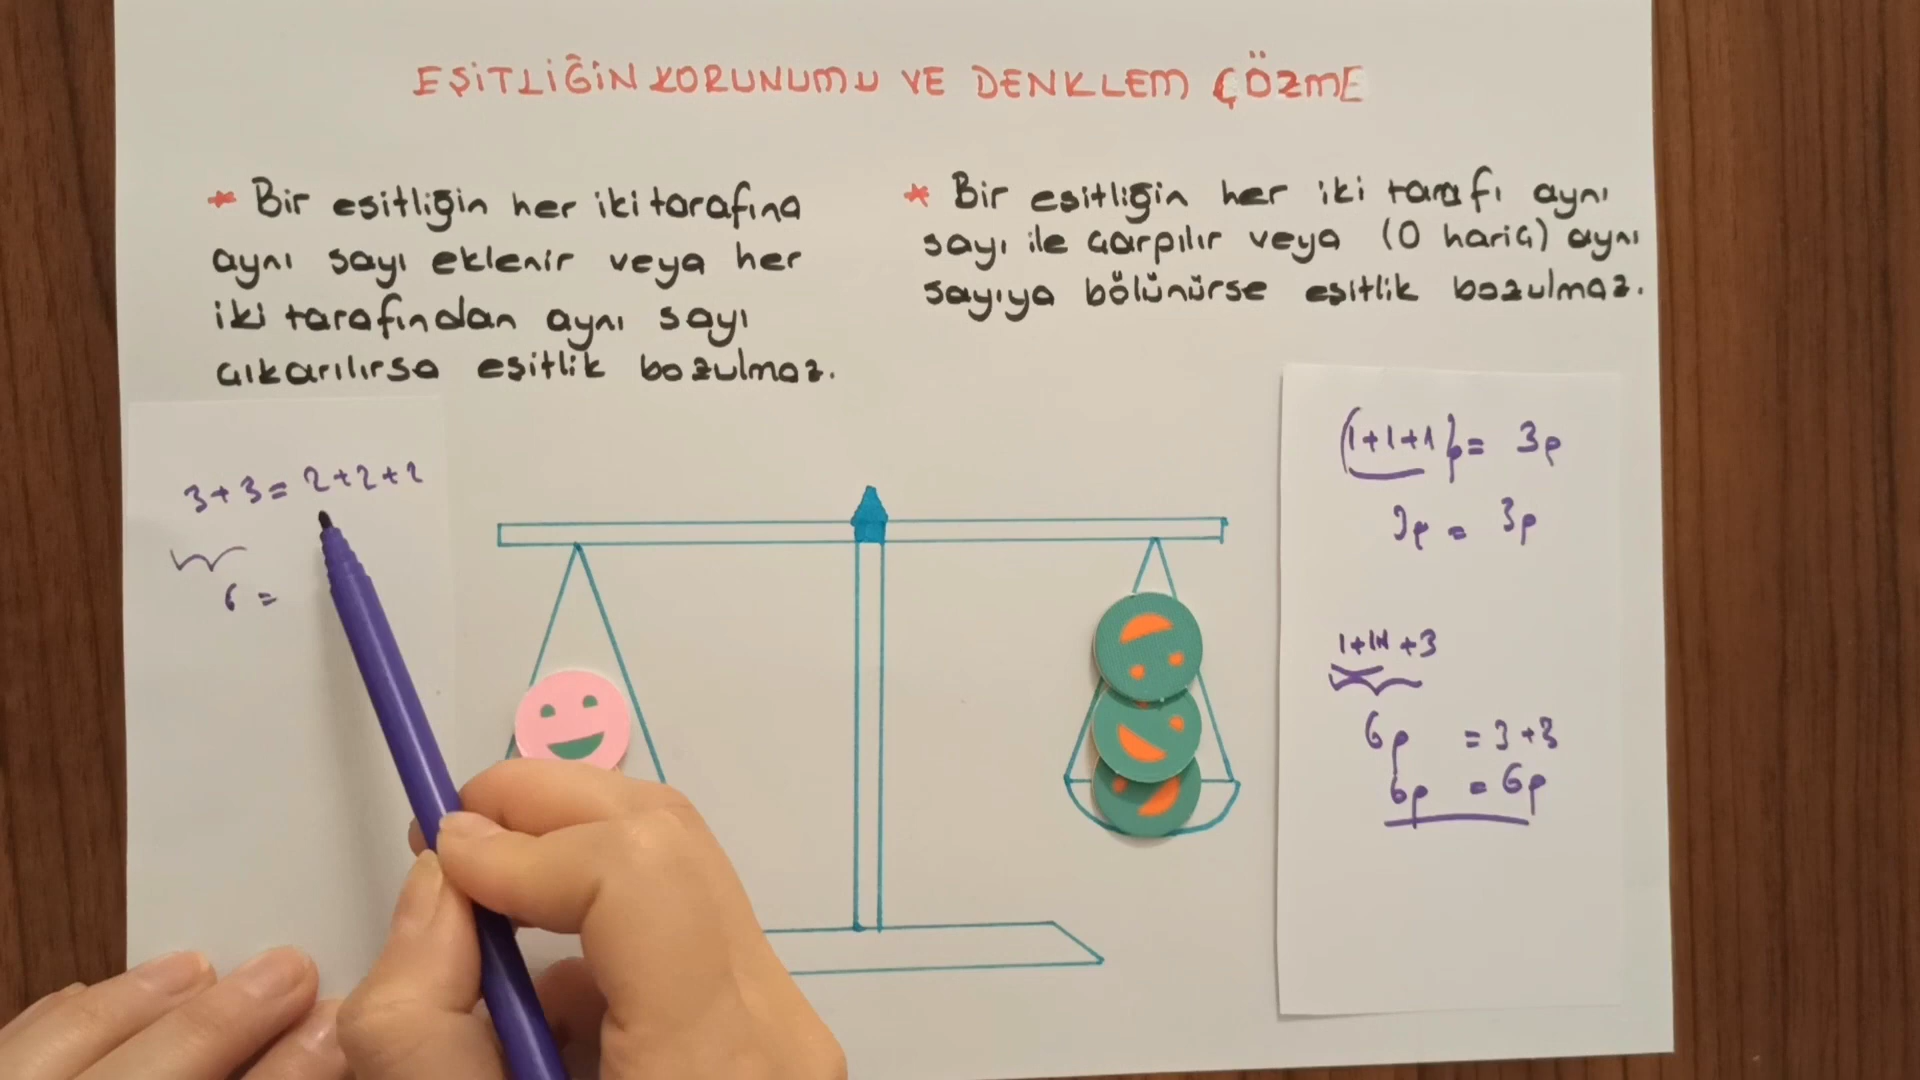 EŞİTLİĞİN KORUNUMU VE DENKLEM ÇÖZME
* Bir eşitliğin her iki tarafına
aynı sayı eklenir veya her
iki tarafından aynı sayı
çıkarılırsa eşitlik bozulmaz.
* Bir eşitliğin her iki tarafı aynı
sayı ile çarpılır veya (0 hariç) aynı
sayıya bölünürse eşitlik bozulmaz.
3+3=2+2+2
6 =
(1+1+1)p= 3p
3p = 3p
+3
6p = 3+3
6p = 6p